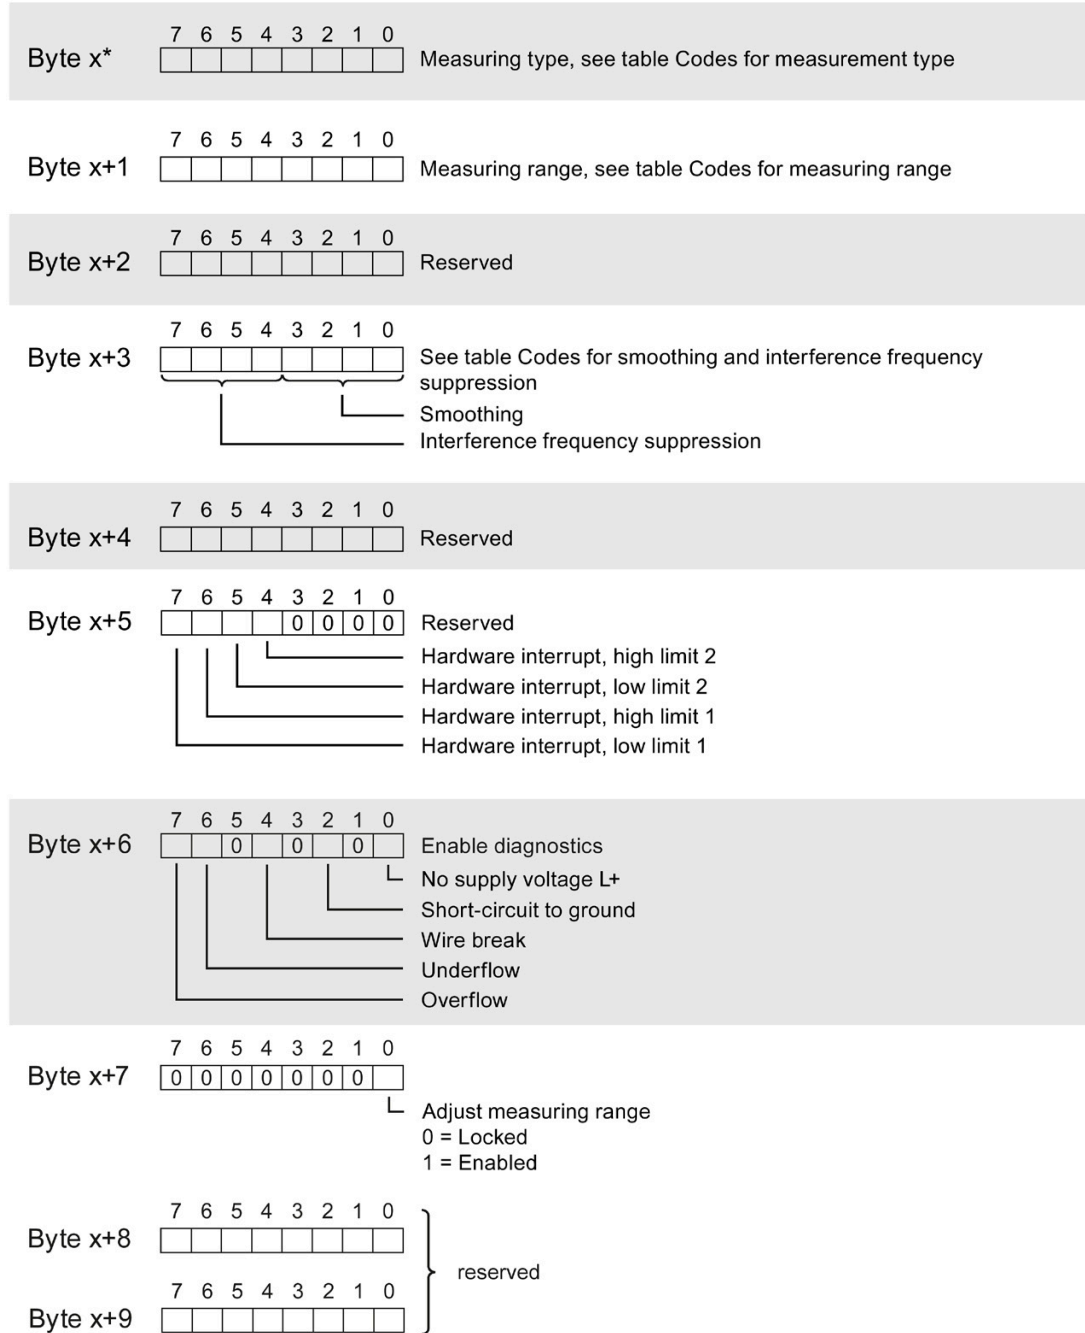 7 6 5 4 3 2 1 0
Byte x* Measuring type, see table Codes for measurement type
7 6 5 4 3 2 1 0
Byte x+1 Measuring range, see table Codes for measuring range
7 6 5 4 3 2 1 0
Byte x+2 Reserved
7 6 5 4 3 2 1 0
Byte x+3 See table Codes for smoothing and interference frequency
suppression
Smoothing
Interference frequency suppression
7 6 5 4 3 2 1 0
Byte x+4 Reserved
7 6 5 4 3 2 1 0
Byte x+5 0 0 0 0 Reserved
Hardware interrupt, high limit 2
Hardware interrupt, low limit 2
Hardware interrupt, high limit 1
Hardware interrupt, low limit 1
7 6 5 4 3 2 1 0
Byte x+6 0 0 0 Enable diagnostics
No supply voltage L+
Short-circuit to ground
Wire break
Underflow
Overflow
7 6 5 4 3 2 1 0
Byte x+7 0 0 0 0 0 0 0
Adjust measuring range
0 = Locked
1 = Enabled
7 6 5 4 3 2 1 0
Byte x+8
reserved
7 6 5 4 3 2 1 0
Byte x+9